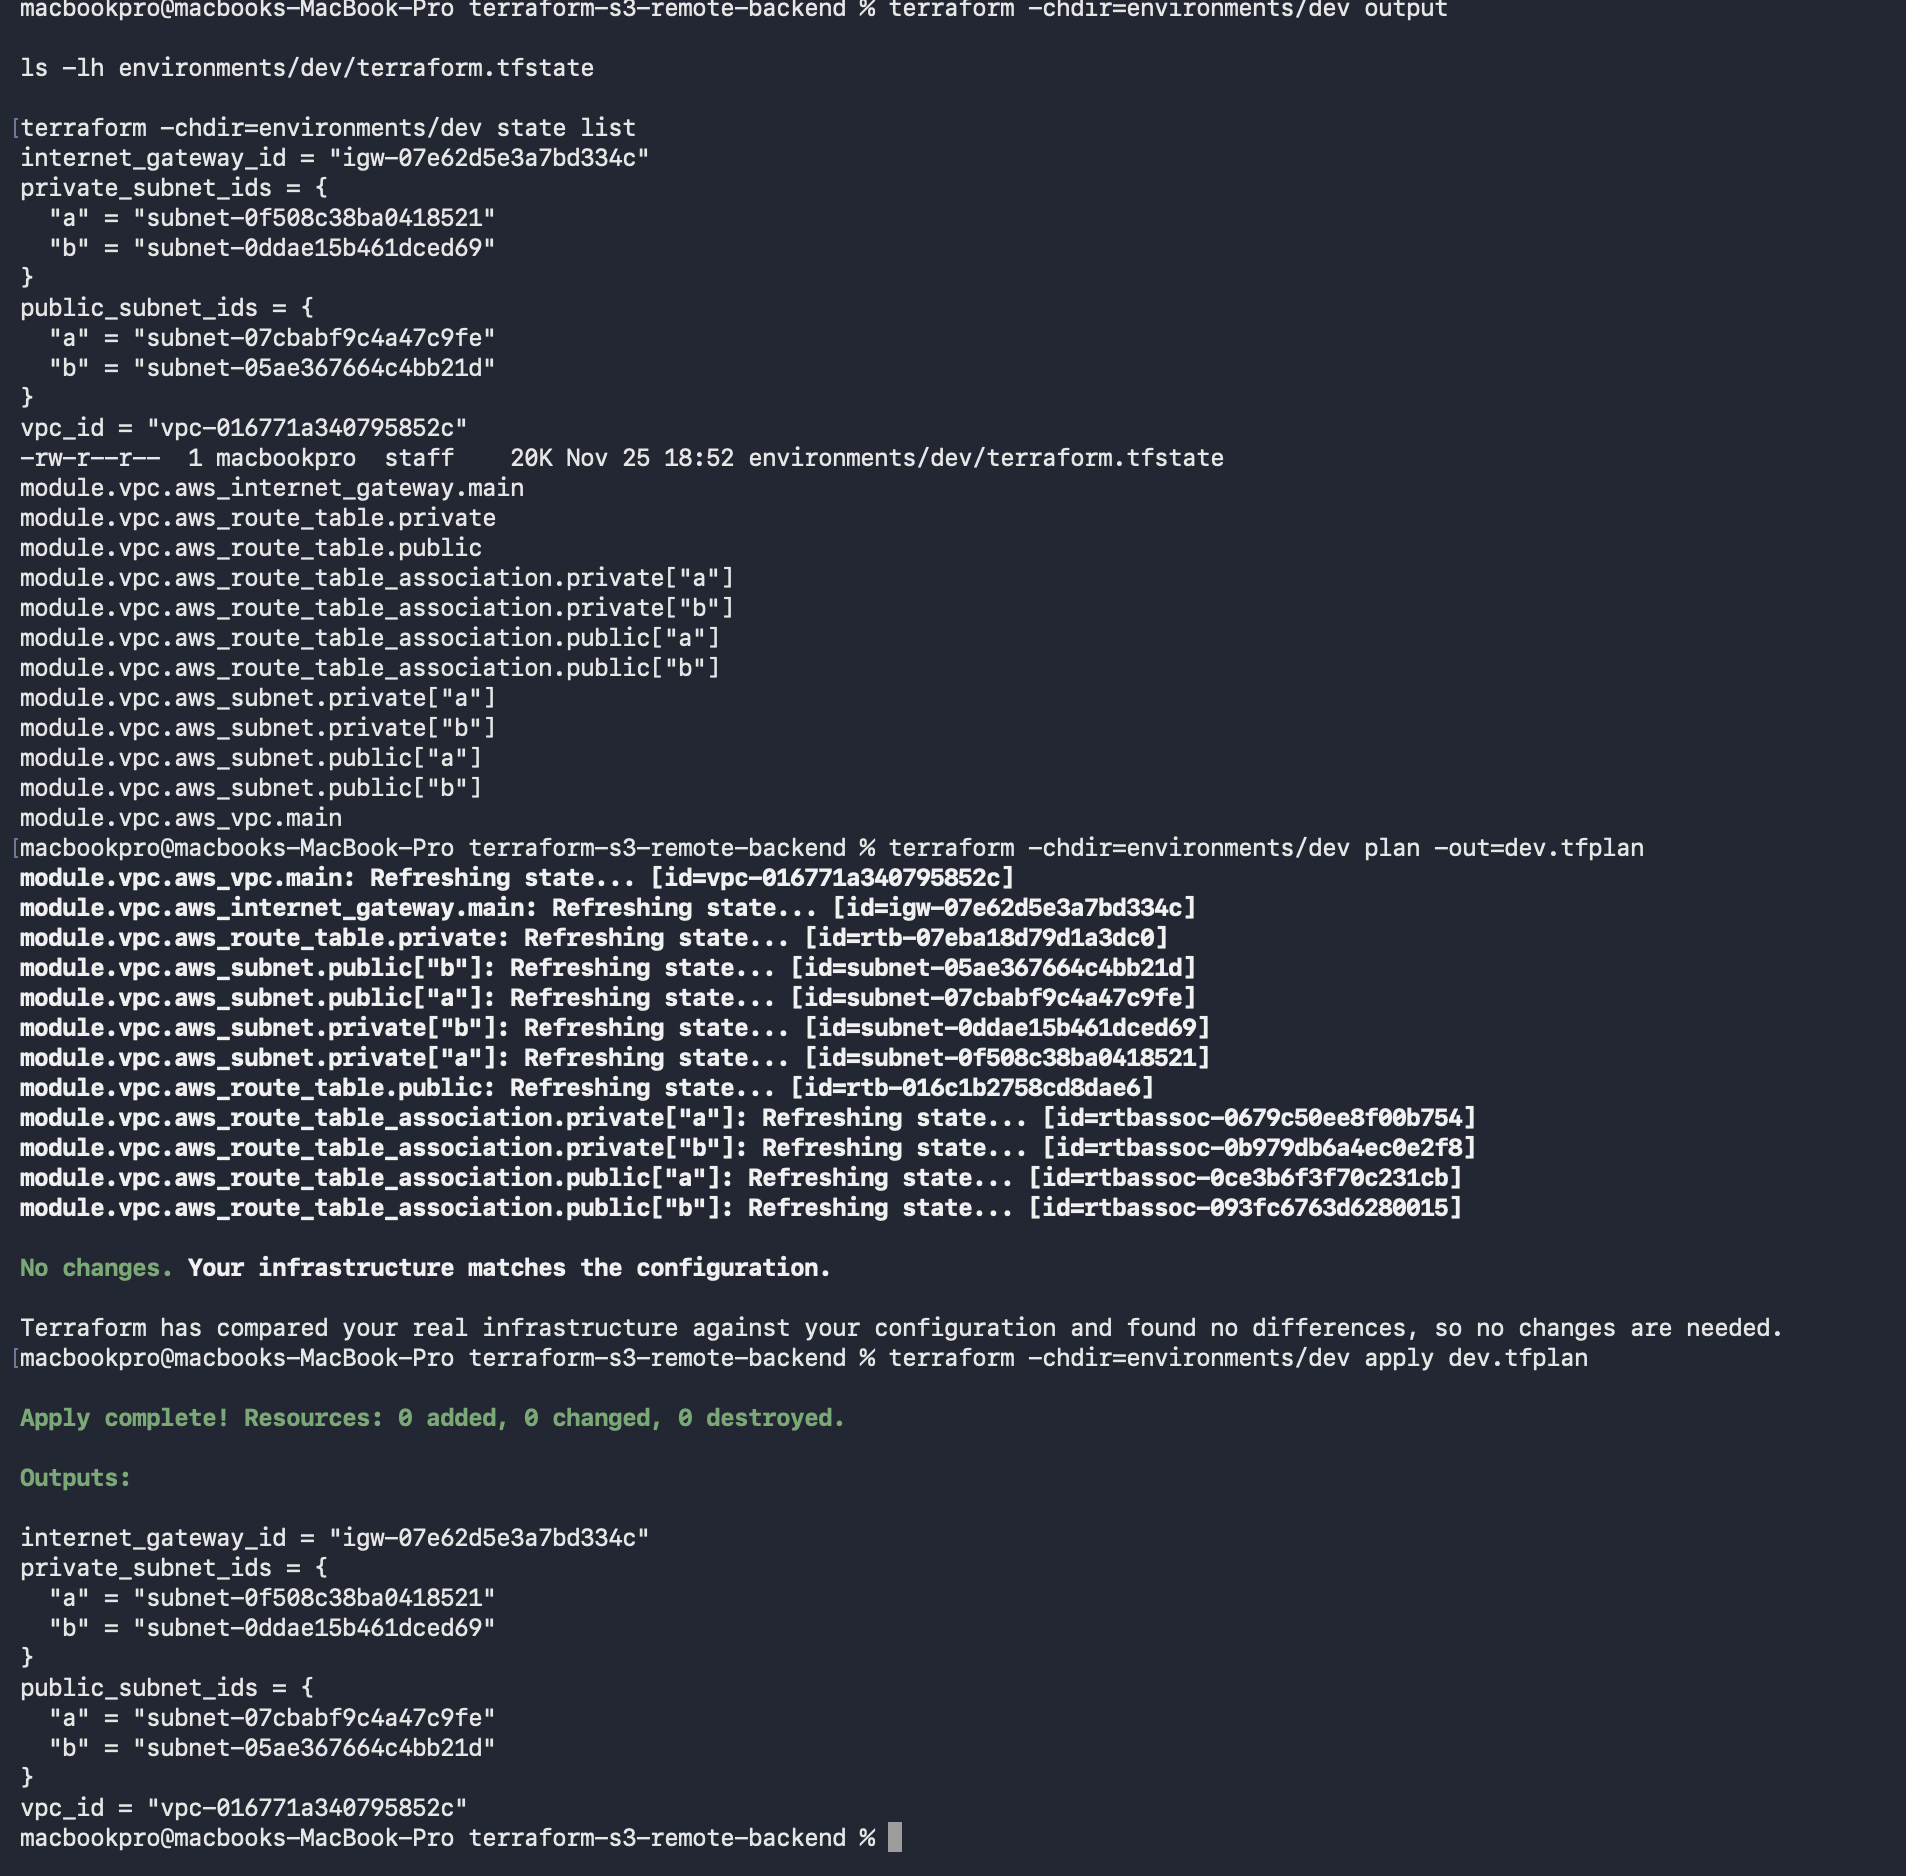 macbookpro@macbooks-MacBook-Pro terraform-s3-remote-backend % terraform -chdir=environments/dev output
ls -lh environments/dev/terraform.tfstate
[terraform -chdir=environments/dev state list
internet_gateway_id = "igw-07e62d5e3a7bd334c"
private_subnet_ids = {
  "a" = "subnet-0f508c38ba0418521"
  "b" = "subnet-0ddae15b461dced69"
}
public_subnet_ids = {
  "a" = "subnet-07cbabf9c4a47c9fe"
  "b" = "subnet-05ae367664c4bb21d"
}
vpc_id = "vpc-016771a340795852c"
-rw-r--r--  1 macbookpro  staff    20K Nov 25 18:52 environments/dev/terraform.tfstate
module.vpc.aws_internet_gateway.main
module.vpc.aws_route_table.private
module.vpc.aws_route_table.public
module.vpc.aws_route_table_association.private["a"]
module.vpc.aws_route_table_association.private["b"]
module.vpc.aws_route_table_association.public["a"]
module.vpc.aws_route_table_association.public["b"]
module.vpc.aws_subnet.private["a"]
module.vpc.aws_subnet.private["b"]
module.vpc.aws_subnet.public["a"]
module.vpc.aws_subnet.public["b"]
module.vpc.aws_vpc.main
[macbookpro@macbooks-MacBook-Pro terraform-s3-remote-backend % terraform -chdir=environments/dev plan -out=dev.tfplan
module.vpc.aws_vpc.main: Refreshing state... [id=vpc-016771a340795852c]
module.vpc.aws_internet_gateway.main: Refreshing state... [id=igw-07e62d5e3a7bd334c]
module.vpc.aws_route_table.private: Refreshing state... [id=rtb-07eba18d79d1a3dc0]
module.vpc.aws_subnet.public["b"]: Refreshing state... [id=subnet-05ae367664c4bb21d]
module.vpc.aws_subnet.public["a"]: Refreshing state... [id=subnet-07cbabf9c4a47c9fe]
module.vpc.aws_subnet.private["b"]: Refreshing state... [id=subnet-0ddae15b461dced69]
module.vpc.aws_subnet.private["a"]: Refreshing state... [id=subnet-0f508c38ba0418521]
module.vpc.aws_route_table.public: Refreshing state... [id=rtb-016c1b2758cd8dae6]
module.vpc.aws_route_table_association.private["a"]: Refreshing state... [id=rtbassoc-0679c50ee8f00b754]
module.vpc.aws_route_table_association.private["b"]: Refreshing state... [id=rtbassoc-0b979db6a4ec0e2f8]
module.vpc.aws_route_table_association.public["a"]: Refreshing state... [id=rtbassoc-0ce3b6f3f70c231cb]
module.vpc.aws_route_table_association.public["b"]: Refreshing state... [id=rtbassoc-093fc6763d6280015]
No changes. Your infrastructure matches the configuration.
Terraform has compared your real infrastructure against your configuration and found no differences, so no changes are needed.
[macbookpro@macbooks-MacBook-Pro terraform-s3-remote-backend % terraform -chdir=environments/dev apply dev.tfplan
Apply complete! Resources: 0 added, 0 changed, 0 destroyed.
Outputs:
internet_gateway_id = "igw-07e62d5e3a7bd334c"
private_subnet_ids = {
  "a" = "subnet-0f508c38ba0418521"
  "b" = "subnet-0ddae15b461dced69"
}
public_subnet_ids = {
  "a" = "subnet-07cbabf9c4a47c9fe"
  "b" = "subnet-05ae367664c4bb21d"
}
vpc_id = "vpc-016771a340795852c"
macbookpro@macbooks-MacBook-Pro terraform-s3-remote-backend %